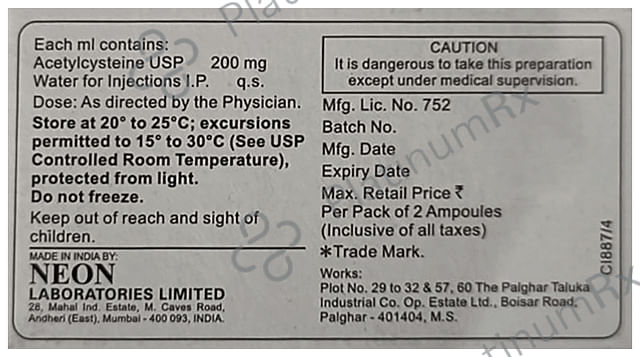 Each ml contains:
Acetylcysteine USP 200 mg
Water for Injections I.P. q.s.
Dose: As directed by the Physician.
Store at 20° to 25°C; excursions
permitted to 15° to 30°C (See USP
Controlled Room Temperature),
protected from light.
Do not freeze.
Keep out of reach and sight of
children.
MADE IN INDIA BY:
NEON
LABORATORIES LIMITED
28, Mahal Ind. Estate, M. Caves Road,
Andheri (East), Mumbai - 400 093, INDIA.
CAUTION
It is dangerous to take this preparation
except under medical supervision.
Mfg. Lic. No. 752
Batch No.
Mfg. Date
Expiry Date
Max. Retail Price ₹
Per Pack of 2 Ampoules
(Inclusive of all taxes)
*Trade Mark.
Works:
Plot No. 29 to 32 & 57, 60 The Palghar Taluka
Industrial Co. Op. Estate Ltd., Boisar Road,
Palghar - 401404, M.S.
CI887/4
PlatinumRx